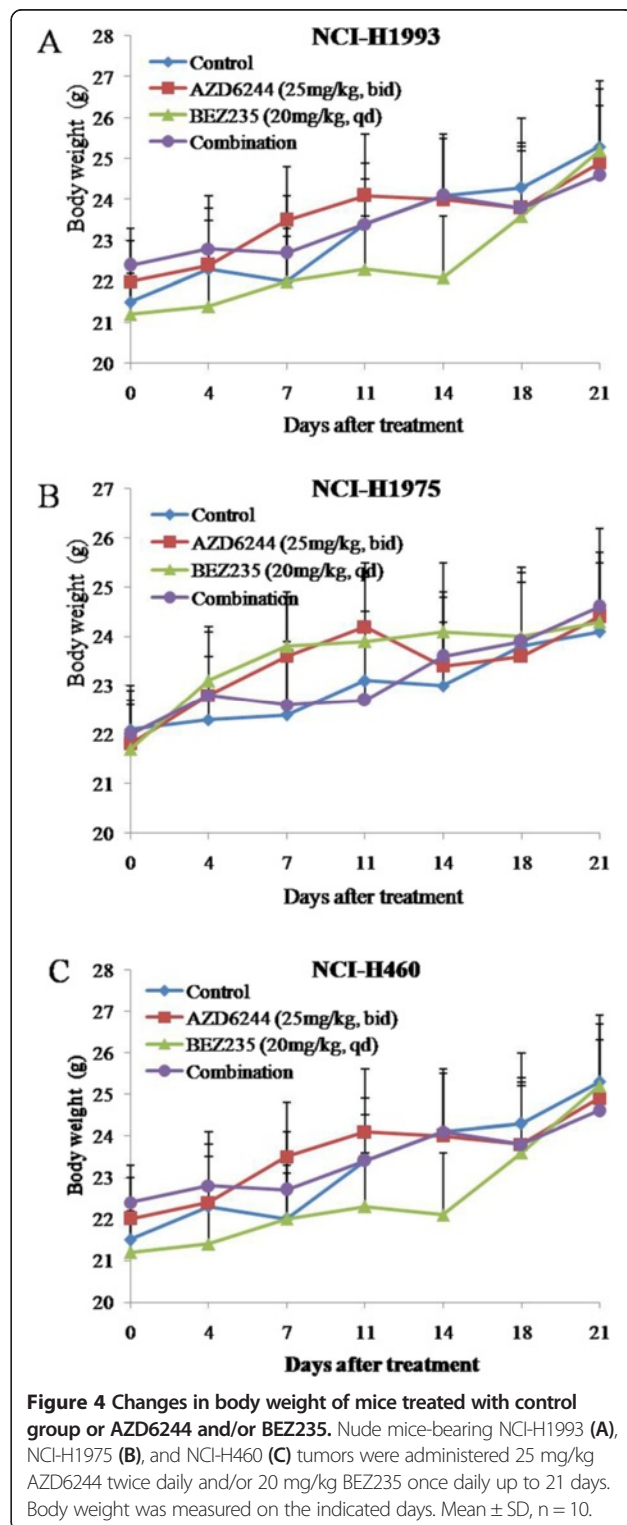 A
NCI-H1993
Control
AZD6244 (25mg/kg, bid)
BEZ235 (20mg/kg, qd)
Combination
Body weight (g)
28
27
26
25
24
23
22
21
20
0 4 7 11 14 18 21
Days after treatment
B
NCI-H1975
Control
AZD6244 (25mg/kg, bid)
BEZ235 (20mg/kg, qd)
Combination
Body weight (g)
27
26
25
24
23
22
21
20
0 4 7 11 14 18 21
Days after treatment
C
NCI-H460
Control
AZD6244 (25mg/kg, bid)
BEZ235 (20mg/kg, qd)
Combination
Body weight (g)
28
27
26
25
24
23
22
21
20
0 4 7 11 14 18 21
Days after treatment
Figure 4 Changes in body weight of mice treated with control
group or AZD6244 and/or BEZ235. Nude mice-bearing NCI-H1993 (A),
NCI-H1975 (B), and NCI-H460 (C) tumors were administered 25 mg/kg
AZD6244 twice daily and/or 20 mg/kg BEZ235 once daily up to 21 days.
Body weight was measured on the indicated days. Mean ± SD, n = 10.